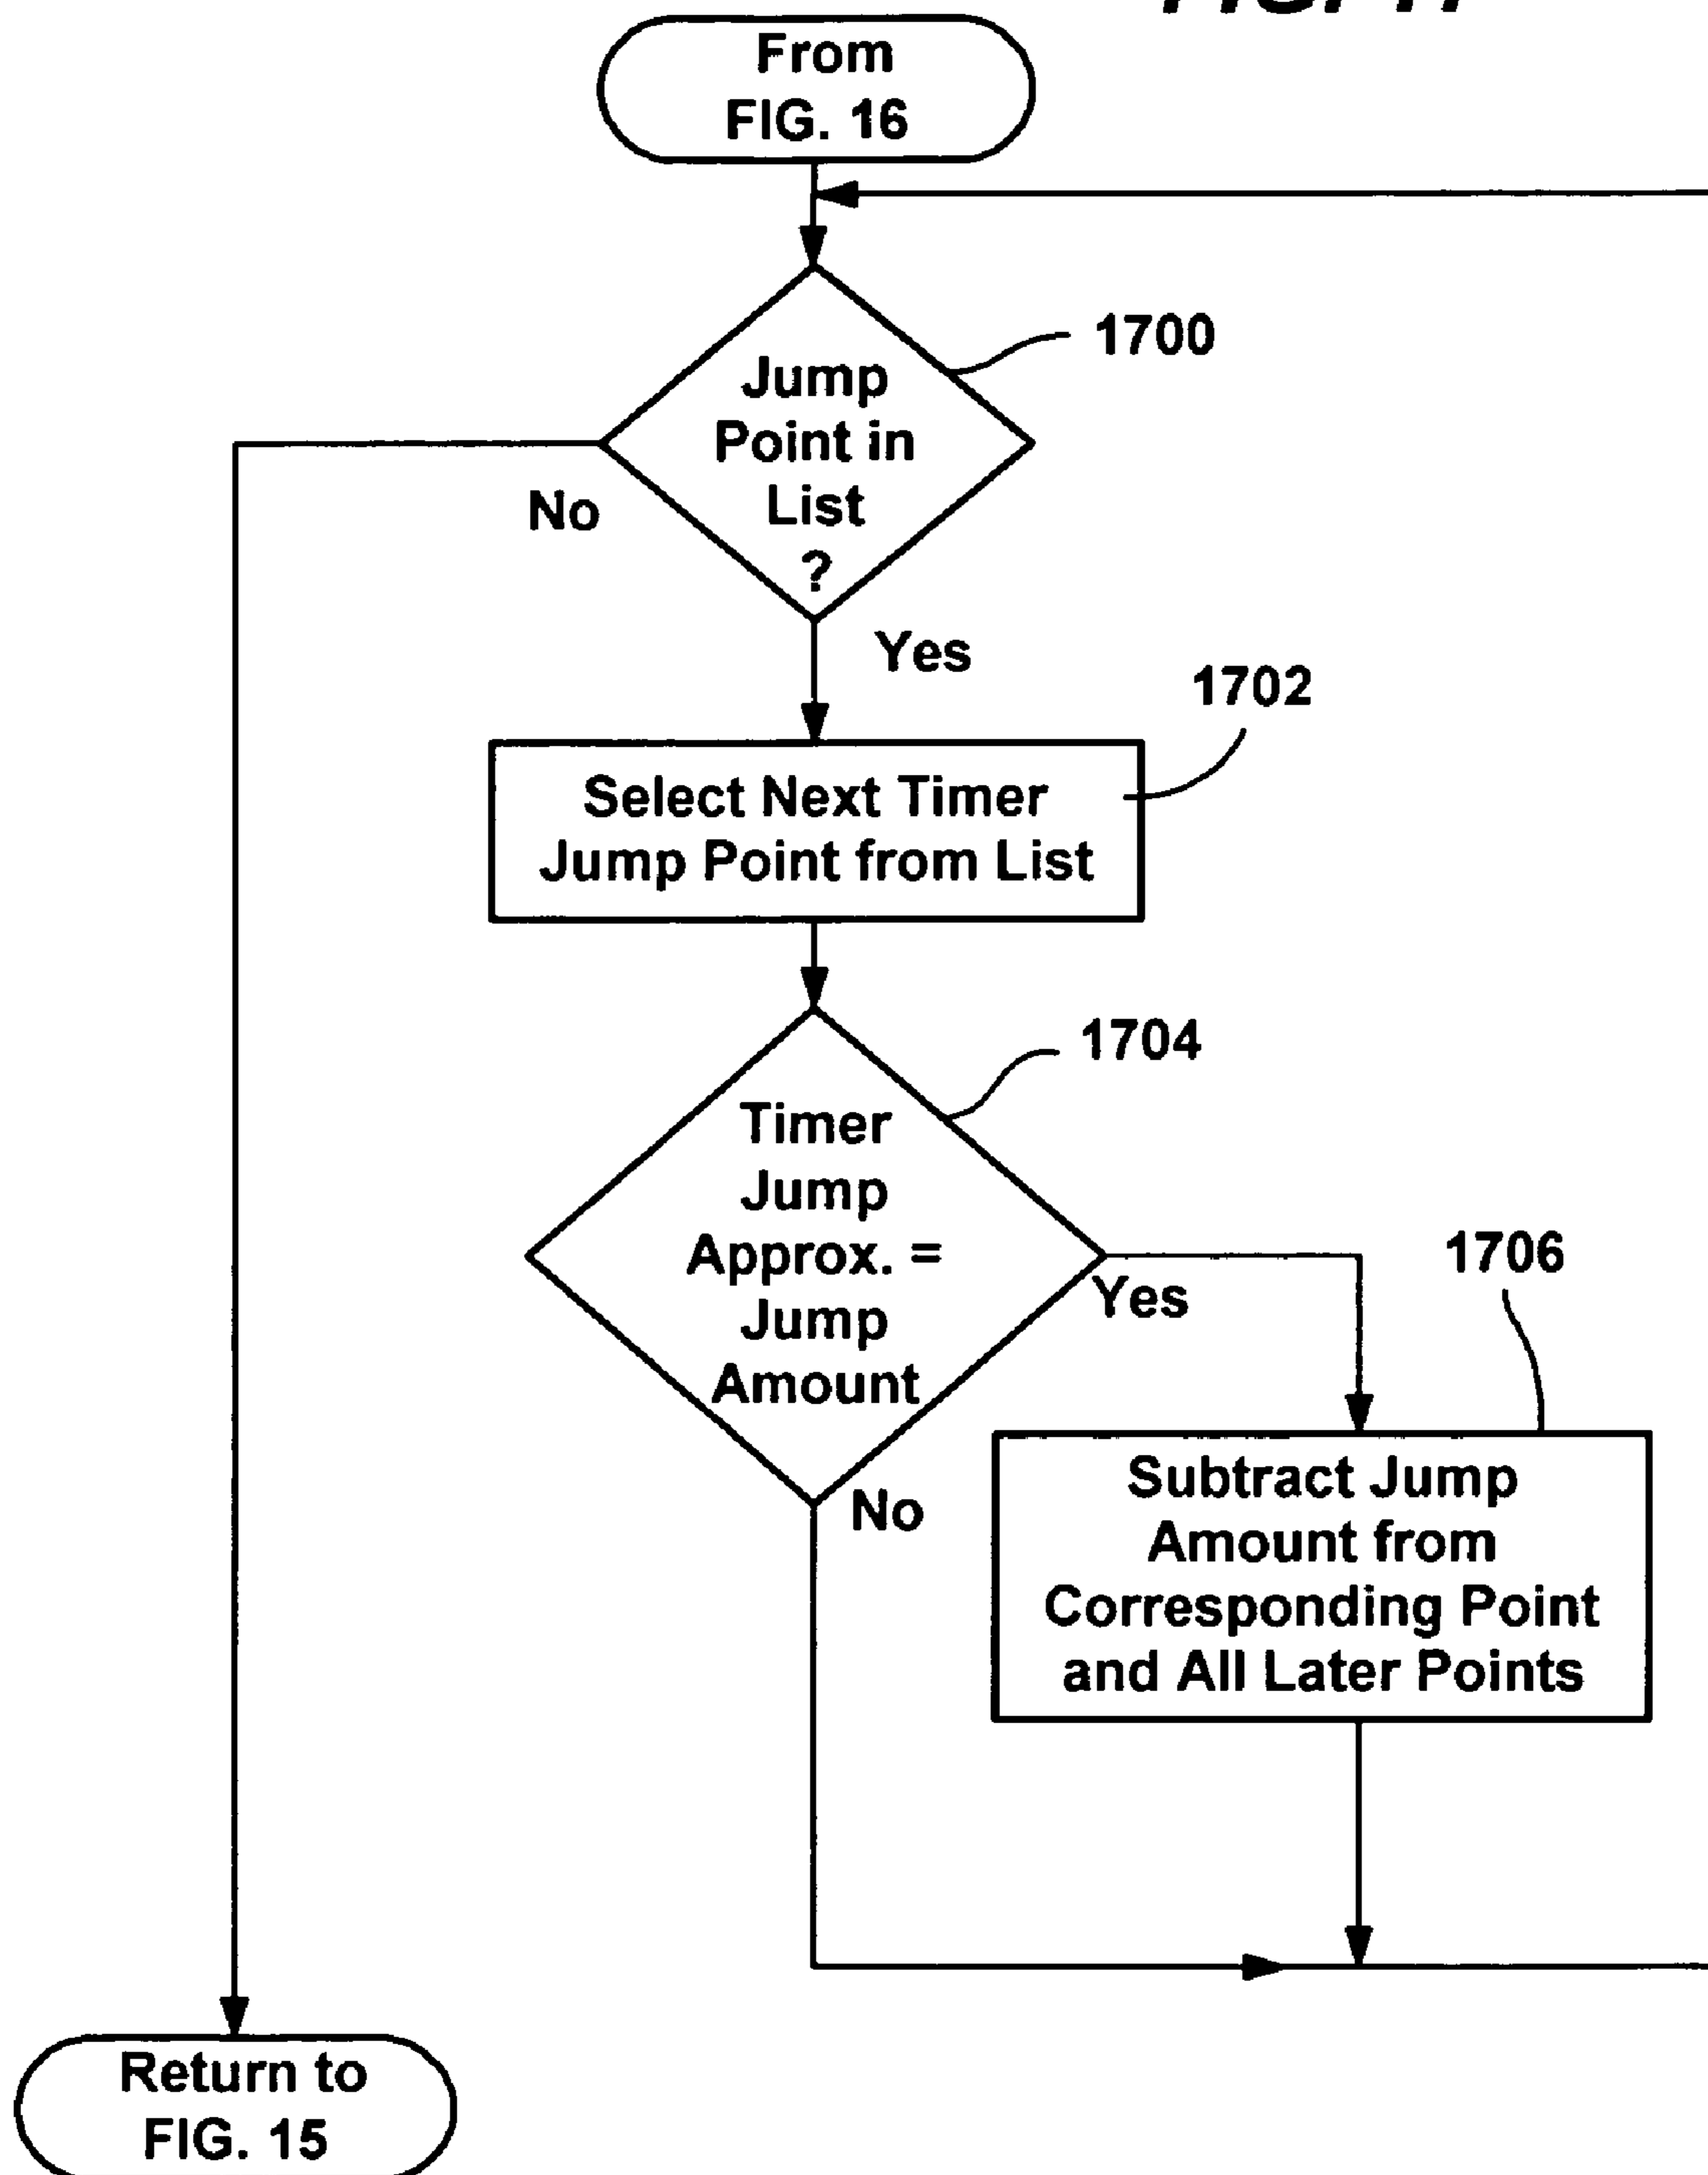 From
FIG. 16
1700
Jump
Point in
List
?
No
Yes
1702
Select Next Timer
Jump Point from List
1704
Timer
Jump
Approx. =
Jump
Amount
Yes
No
1706
Subtract Jump
Amount from
Corresponding Point
and All Later Points
Return to
FIG. 15